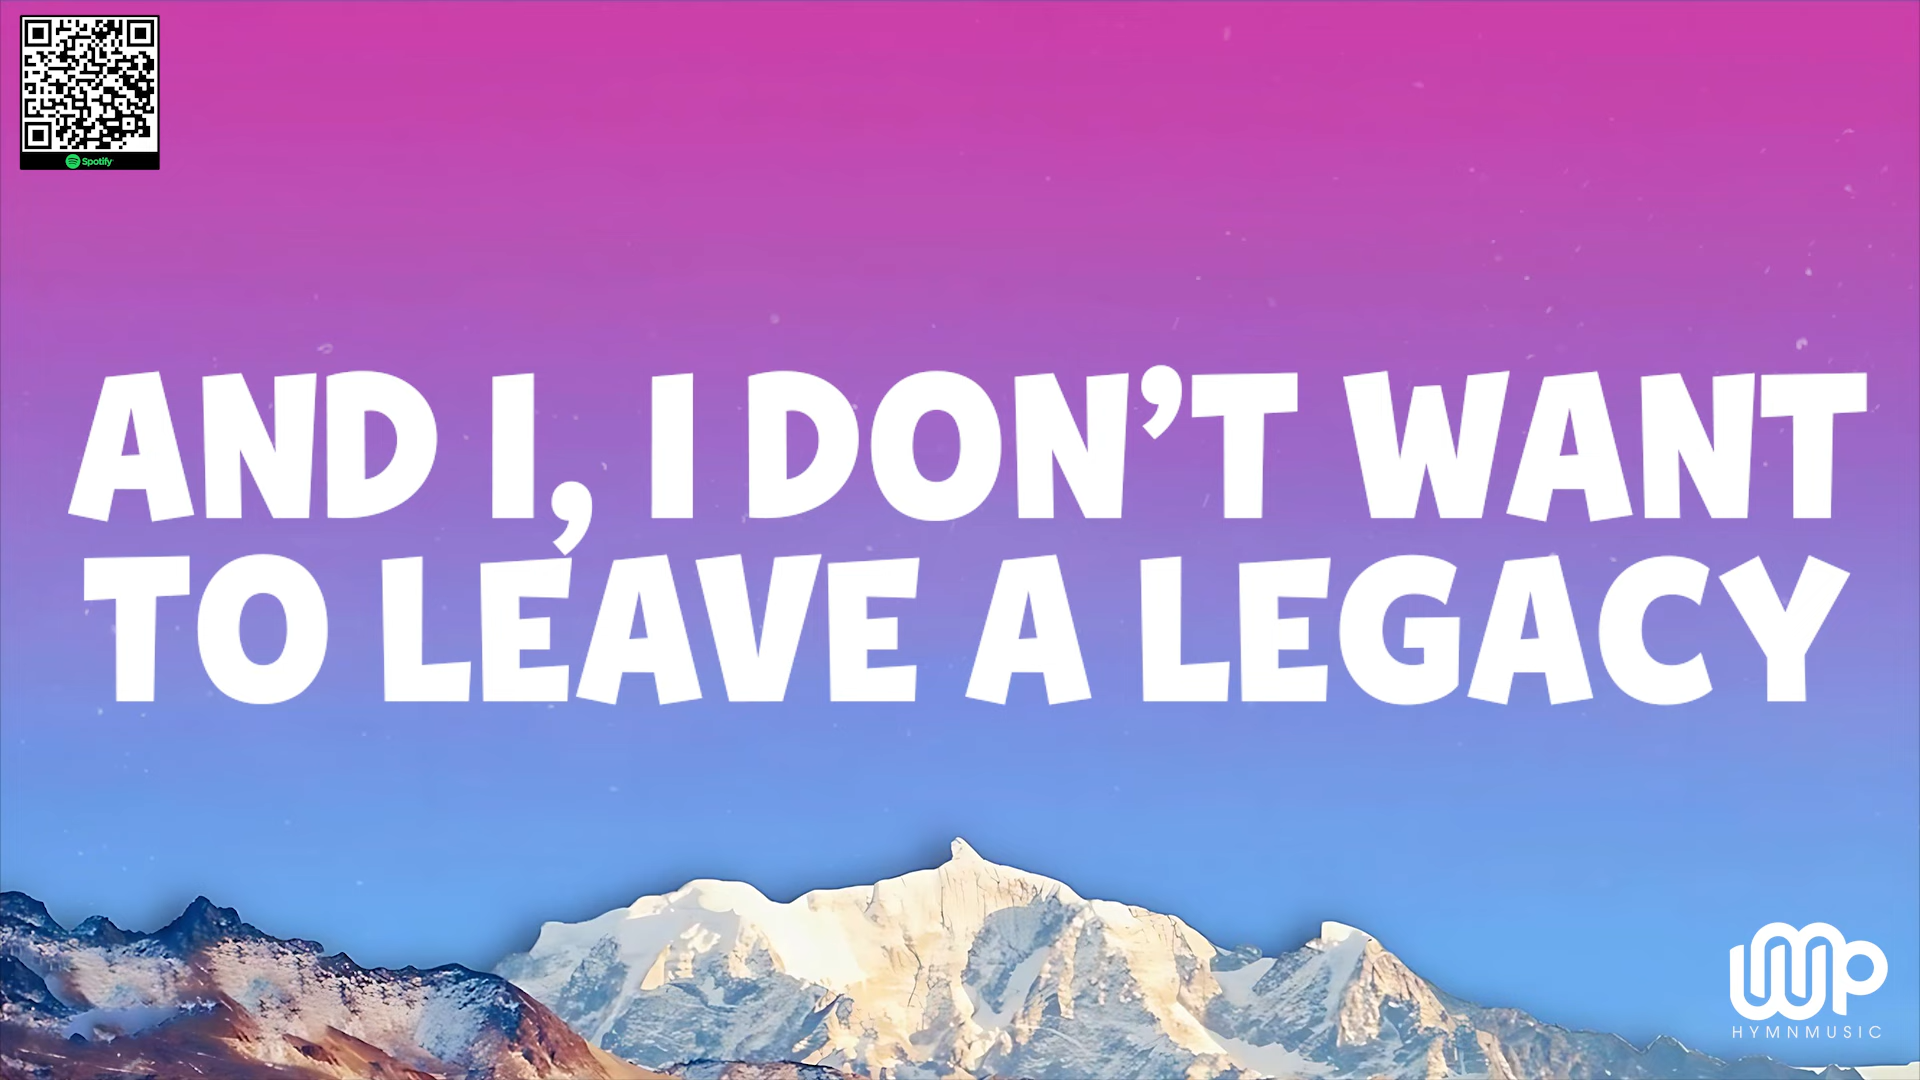 Spotify
AND I, I DON’T WANT
TO LEAVE A LEGACY
HYMNMUSIC